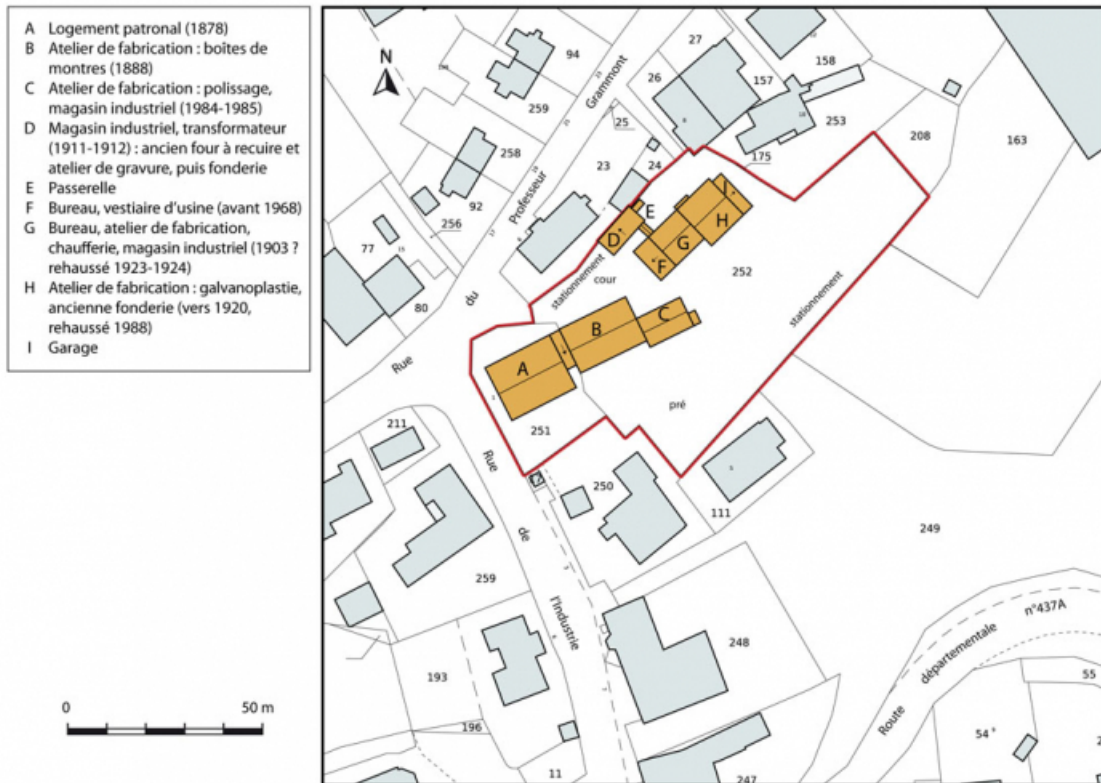 A Logement patronal (1878)
B Atelier de fabrication : boîtes de
montres (1888)
C Atelier de fabrication : polissage,
magasin industriel (1984-1985)
D Magasin industriel, transformateur
(1911-1912) : ancien four à recuire et
atelier de gravure, puis fonderie
E Passerelle
F Bureau, vestiaire d'usine (avant 1968)
G Bureau, atelier de fabrication,
chaufferie, magasin industriel (1903 ?
rehaussé 1923-1924)
H Atelier de fabrication : galvanoplastie,
ancienne fonderie (vers 1920,
rehaussé 1988)
I Garage
0 50 m
N
94
27
158
26
157
259
Grammont
25
253
208
163
258
23
24
175
Professeur
92
256
E
I
H
D
G
F
77
stationnement
cour
252
stationnement
80
du
B
C
Rue
A
pré
251
211
Rue
250
111
de
249
259
l'Industrie
n°437A
départementale
Route
248
193
55
196
54
11
247